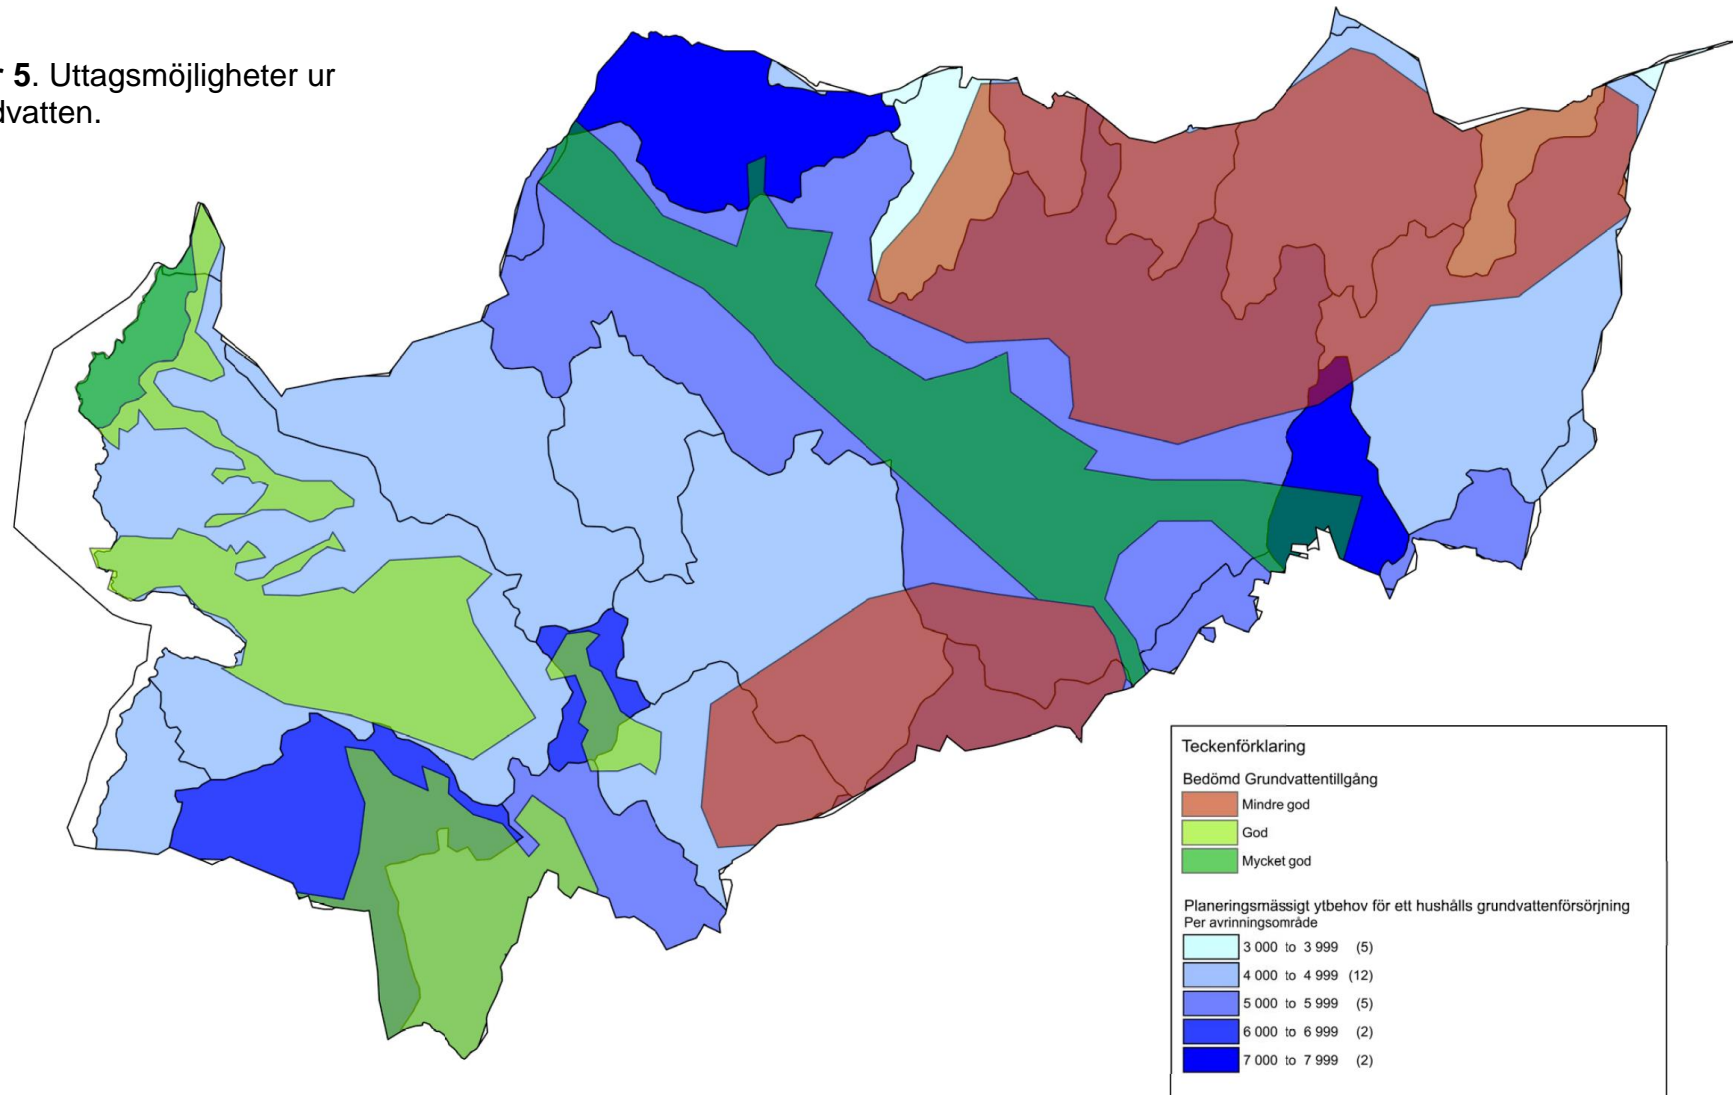 r 5. Uttagsmöjligheter ur
dvatten.
Teckenförklaring
Bedömd Grundvattentillgång
Mindre god
God
Mycket god
Planeringsmässigt ytbehov för ett hushålls grundvattenförsörjning
Per avrinningsområde
3 000 to 3 999 (5)
4 000 to 4 999 (12)
5 000 to 5 999 (5)
6 000 to 6 999 (2)
7 000 to 7 999 (2)